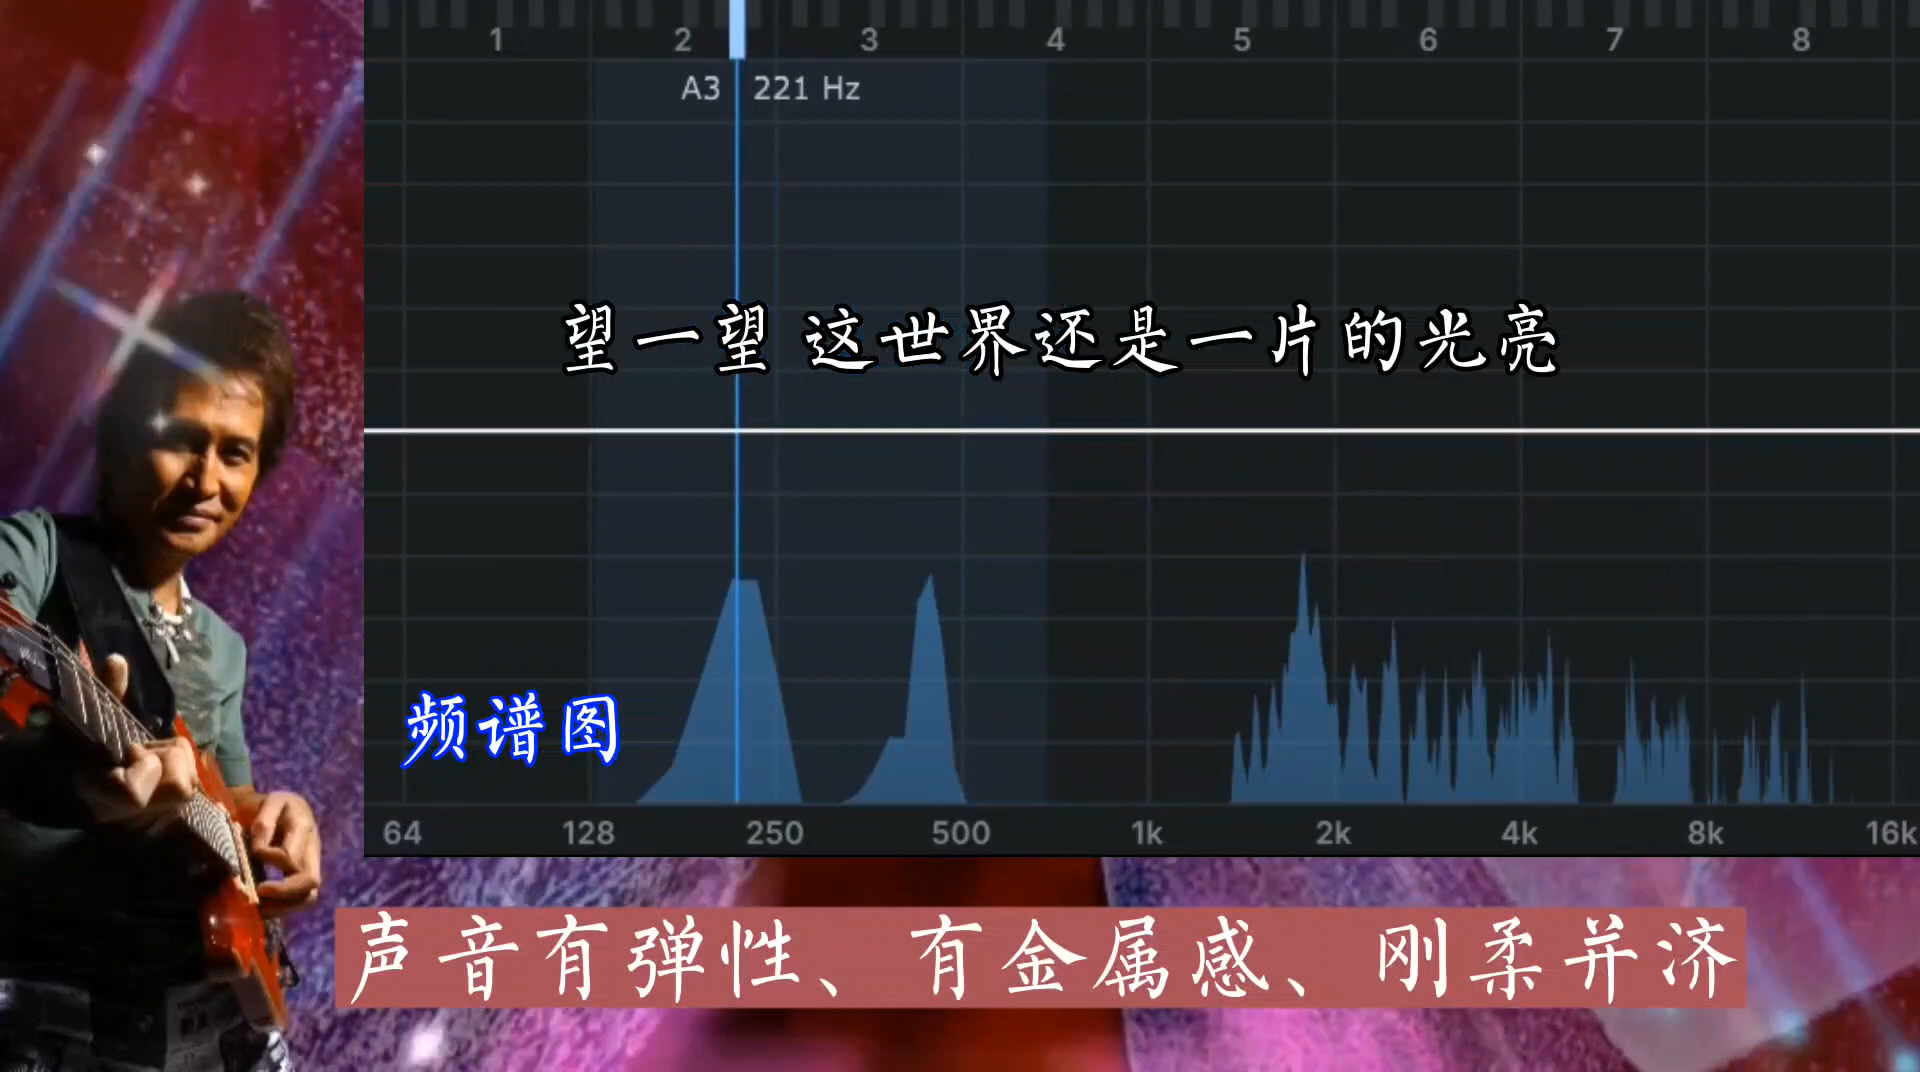 1 2 3 4 5 6 7 8
A3 221 Hz
望一望 这世界还是一片的光亮
频谱图
64 128 250 500 1k 2k 4k 8k 16k
声音有弹性、有金属感、刚柔并济